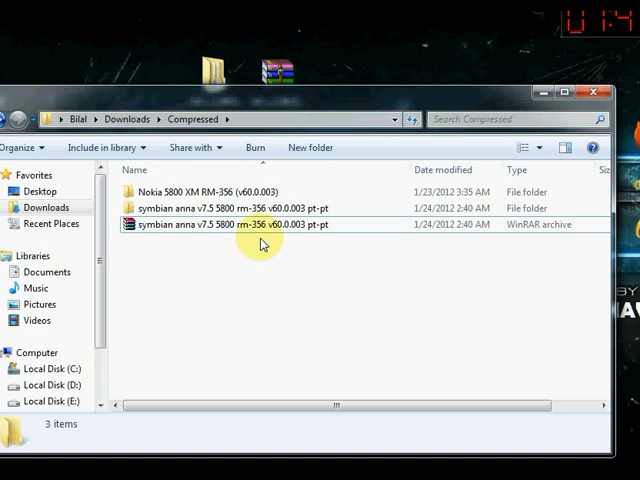 Bilal ▸ Downloads ▸ Compressed ▸
Search Compressed
Organize ▾ Include in library ▾ Share with ▾ Burn New folder
Favorites
Desktop
Downloads
Recent Places
Libraries
Documents
Music
Pictures
Videos
Computer
Local Disk (C:)
Local Disk (D:)
Local Disk (E:)
Name Date modified Type
Nokia 5800 XM RM-356 (v60.0.003) 1/23/2012 3:35 AM File folder
symbian anna v7.5 5800 rm-356 v60.0.003 pt-pt 1/24/2012 2:40 AM File folder
symbian anna v7.5 5800 rm-356 v60.0.003 pt-pt 1/24/2012 2:40 AM WinRAR archive
3 items
BY